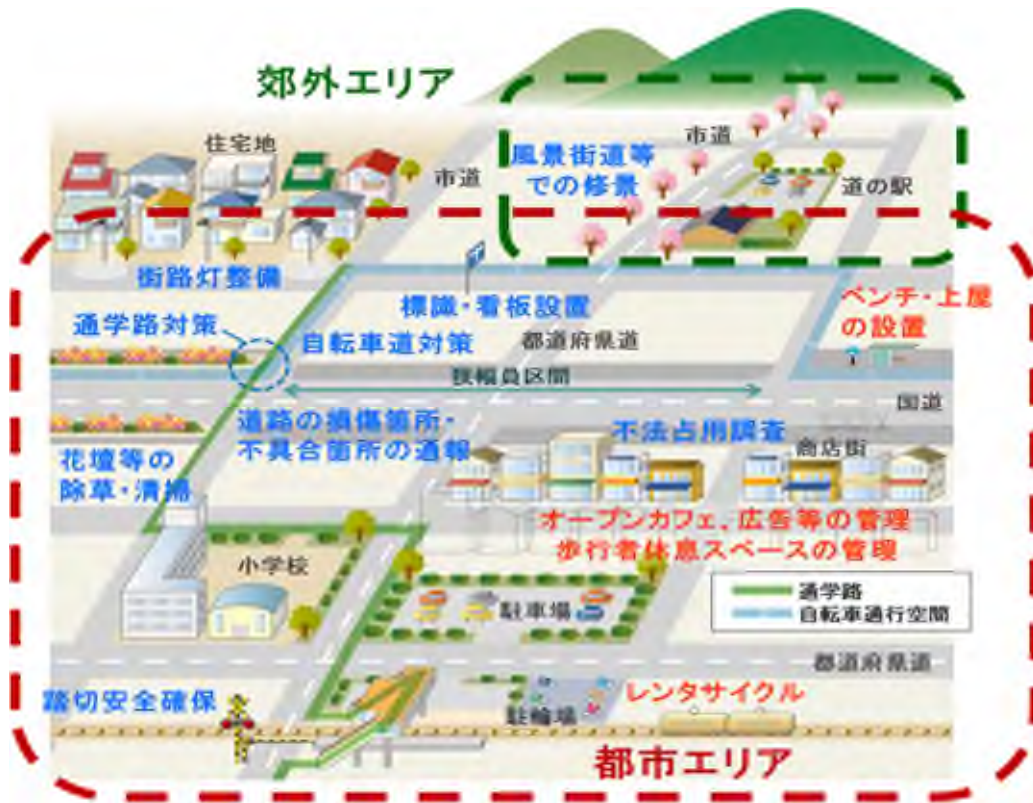 郊外エリア
住宅地
市道
市道
風景街道等
での修景
道の駅
街路灯整備
標識・看板設置
ベンチ・上屋
の設置
通学路対策
自転車道対策
都道府県道
狭幅員区間
国道
道路の損傷箇所・
不具合箇所の通報
不法占用調査
商店街
花壇等の
除草・清掃
オープンカフェ、広告等の管理
歩行者休息スペースの管理
小学校
通学路
自転車通行空間
駐車場
都道府県道
踏切安全確保
レンタサイクル
駐輪場
都市エリア